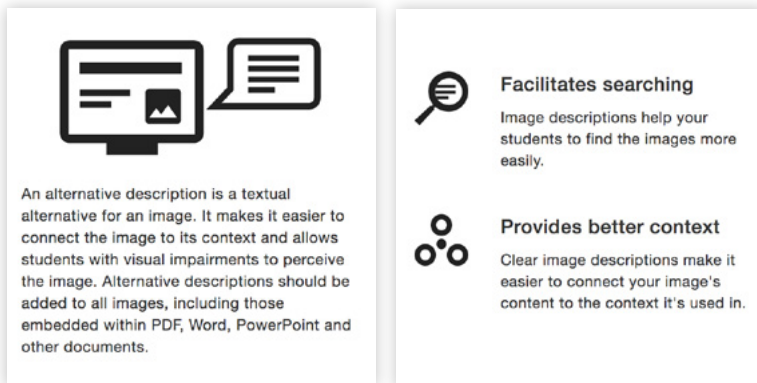 An alternative description is a textual
alternative for an image. It makes it easier to
connect the image to its context and allows
students with visual impairments to perceive
the image. Alternative descriptions should be
added to all images, including those
embedded within PDF, Word, PowerPoint and
other documents.
Facilitates searching
Image descriptions help your
students to find the images more
easily.
Provides better context
Clear image descriptions make it
easier to connect your image's
content to the context it's used in.